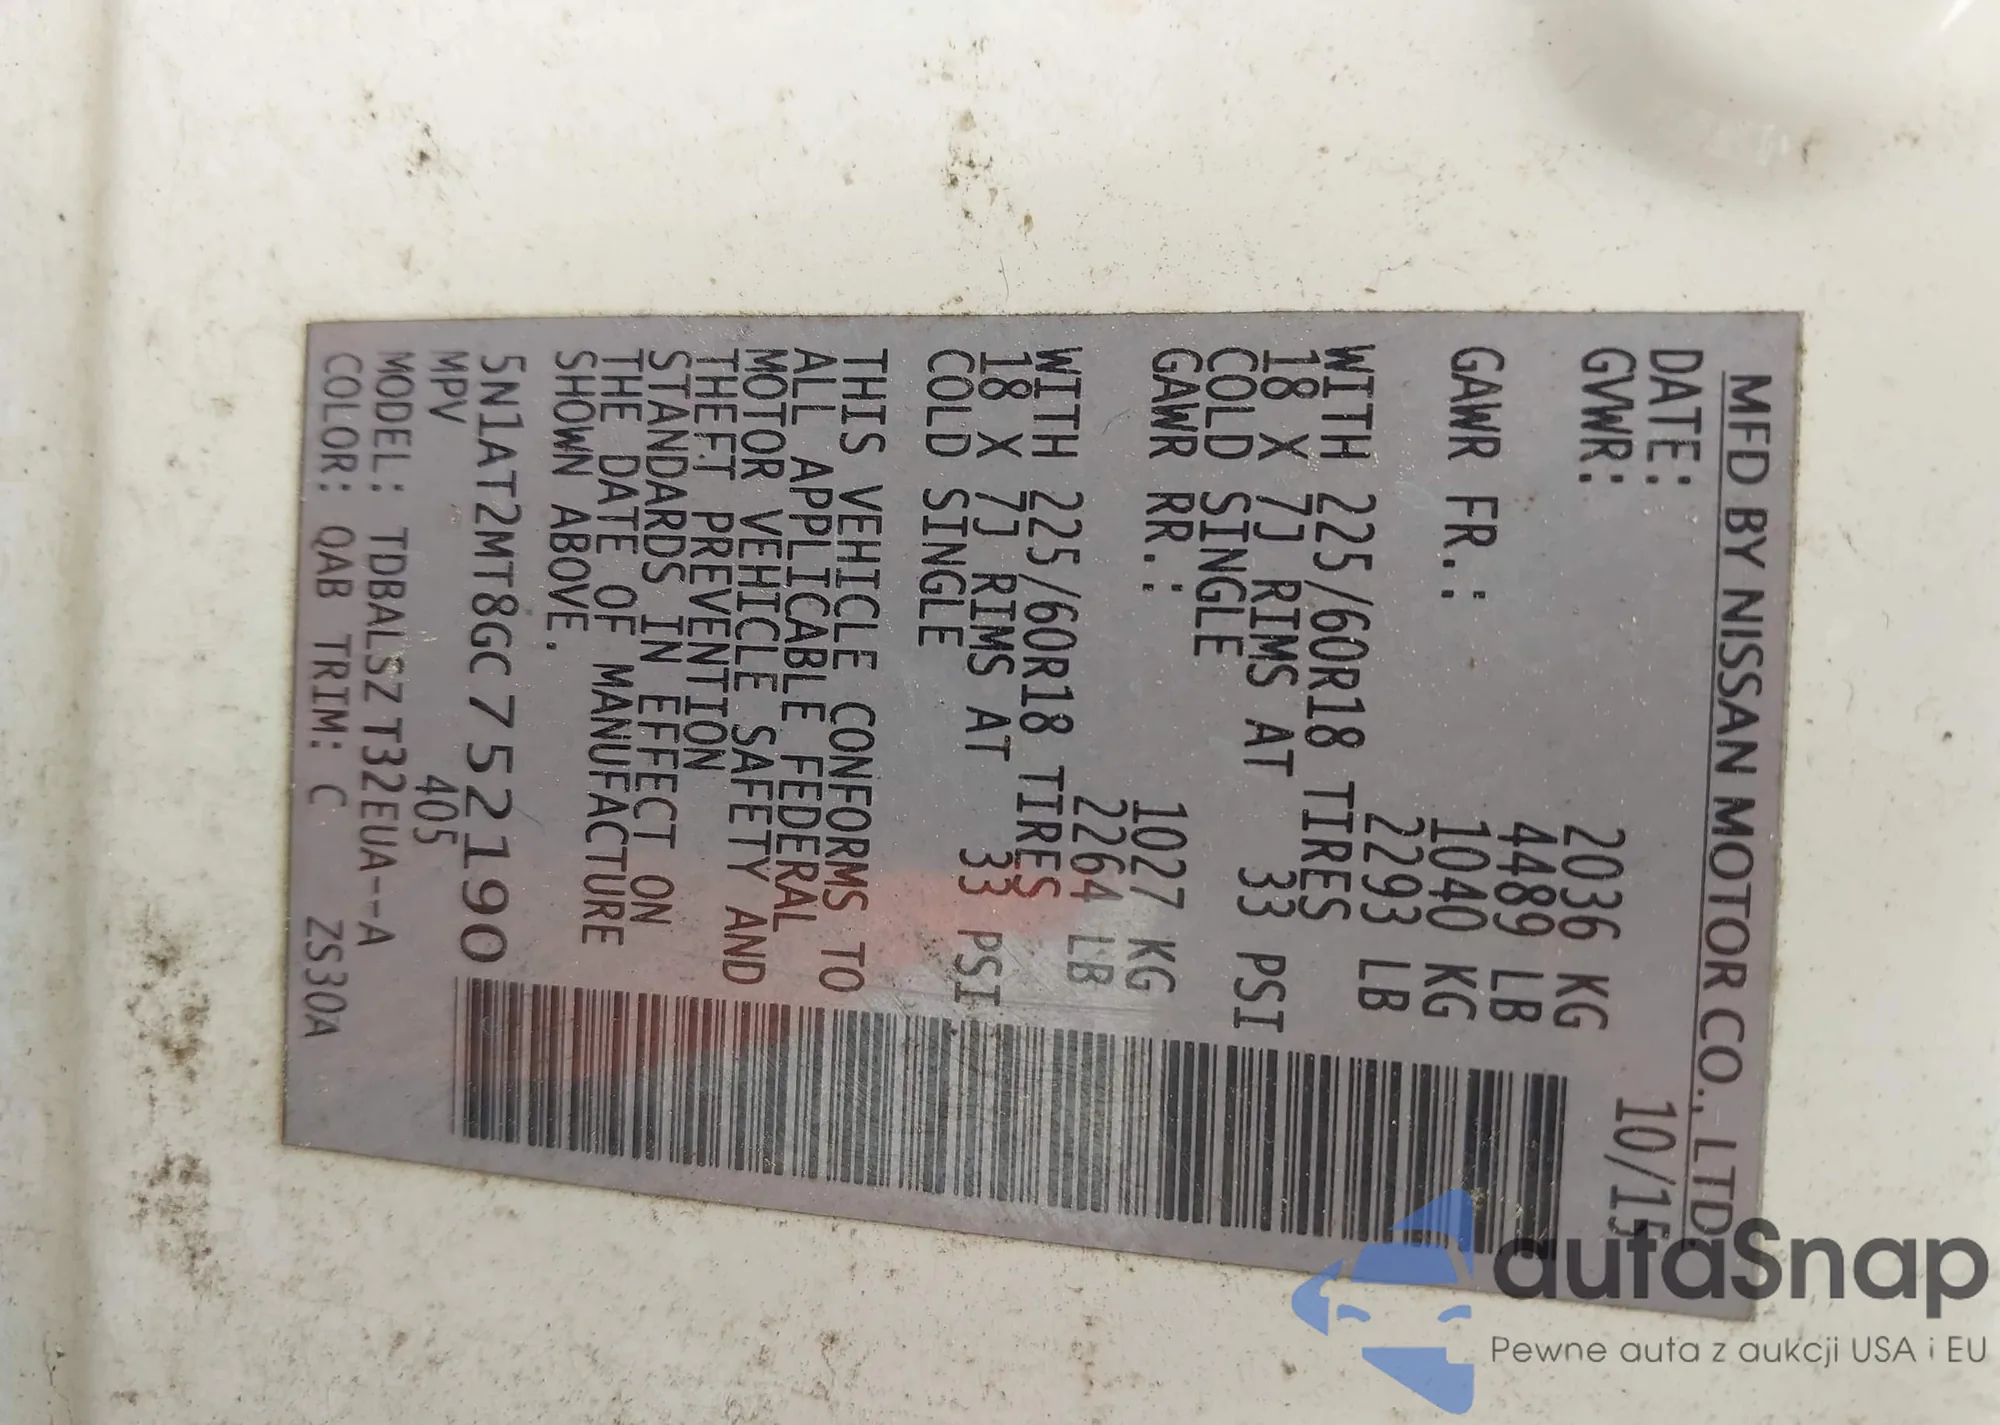 MFD BY NISSAN MOTOR CO., LTD
DATE: 10/15
GVWR: 2036 KG
4489 LB
GAWR FR.: 1040 KG
2293 LB
WITH 225/60R18 TIRES
18 X 7J RIMS AT 33 PSI
COLD SINGLE
GAWR RR.: 1027 KG
2264 LB
WITH 225/60R18 TIRES
18 X 7J RIMS AT 33 PSI
COLD SINGLE
THIS VEHICLE CONFORMS TO
ALL APPLICABLE FEDERAL
MOTOR VEHICLE SAFETY AND
THEFT PREVENTION
STANDARDS IN EFFECT ON
THE DATE OF MANUFACTURE
SHOWN ABOVE.
5N1AT2MT8GC752190
MPV 405
MODEL: TDBALSZT32EUA--A
COLOR: QAB TRIM: C ZS30A
autaSnap
Pewne auta z aukcji USA i EU